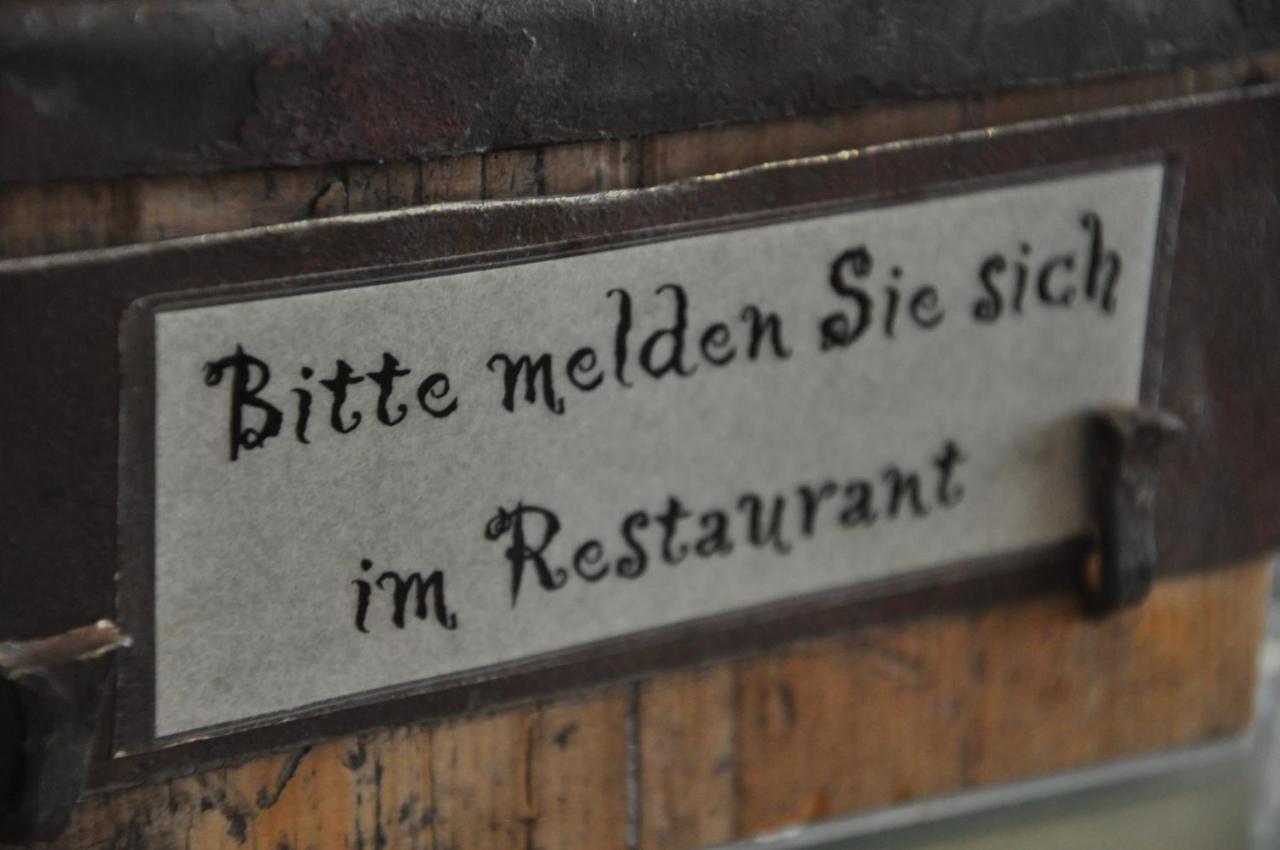 Bitte melden Sie sich
im Restaurant